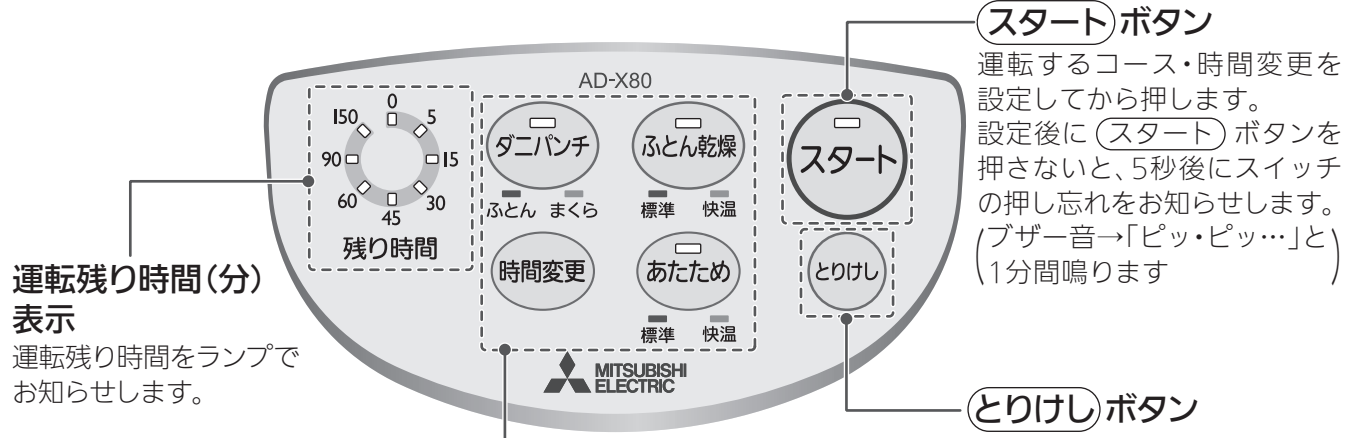 AD-X80
0
5
15
30
45
60
90
150
残り時間
ダニパンチ
ふとん まくら
ふとん乾燥
標準 快温
時間変更
あたため
標準 快温
スタート
とりけし
MITSUBISHI
ELECTRIC
運転残り時間(分)
表示
運転残り時間をランプで
お知らせします。
スタートボタン
運転するコース・時間変更を
設定してから押します。
設定後に スタート ボタンを
押さないと、5秒後にスイッチ
の押し忘れをお知らせします。
(ブザー音→「ピッ・ピッ…」と
1分間鳴ります)
とりけしボタン